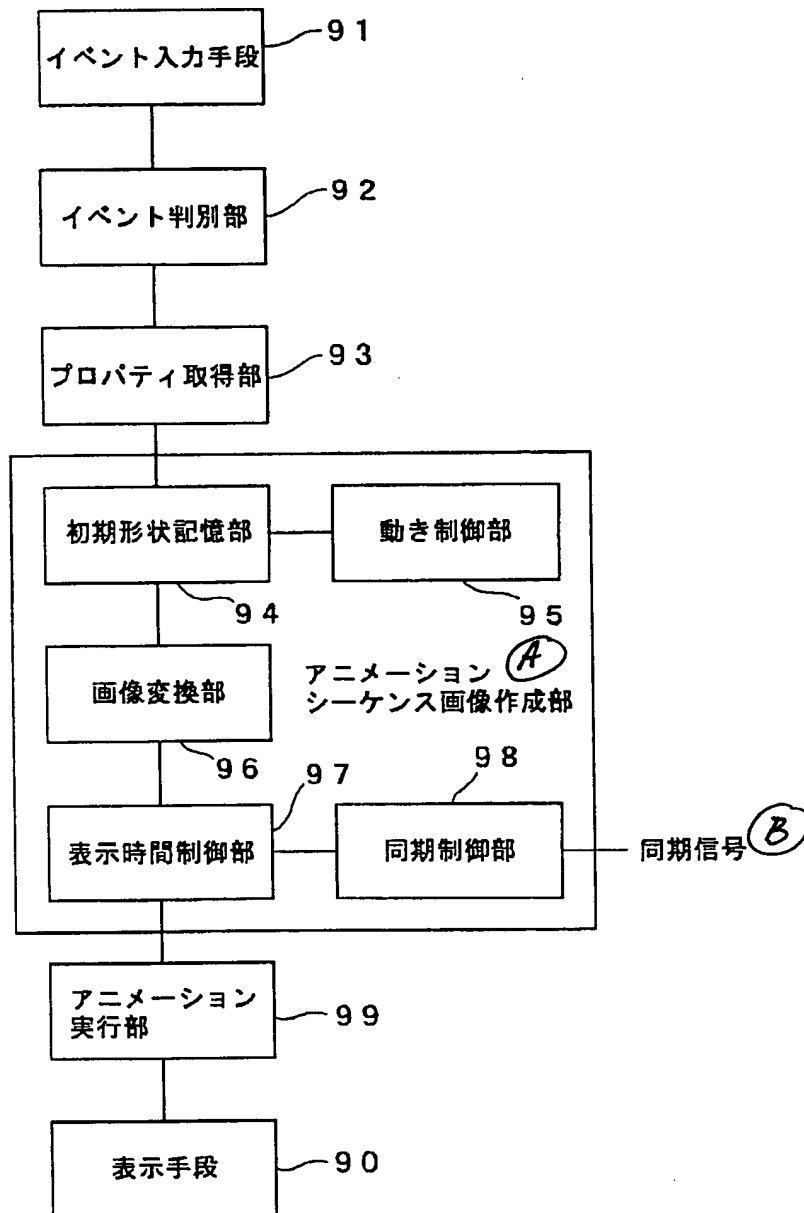 イベント入力手段
91
イベント判別部
92
プロパティ取得部
93
初期形状記憶部
動き制御部
94
95
画像変換部
アニメーション
シーケンス画像作成部
A
96
97
98
表示時間制御部
同期制御部
同期信号
B
アニメーション
実行部
99
表示手段
90